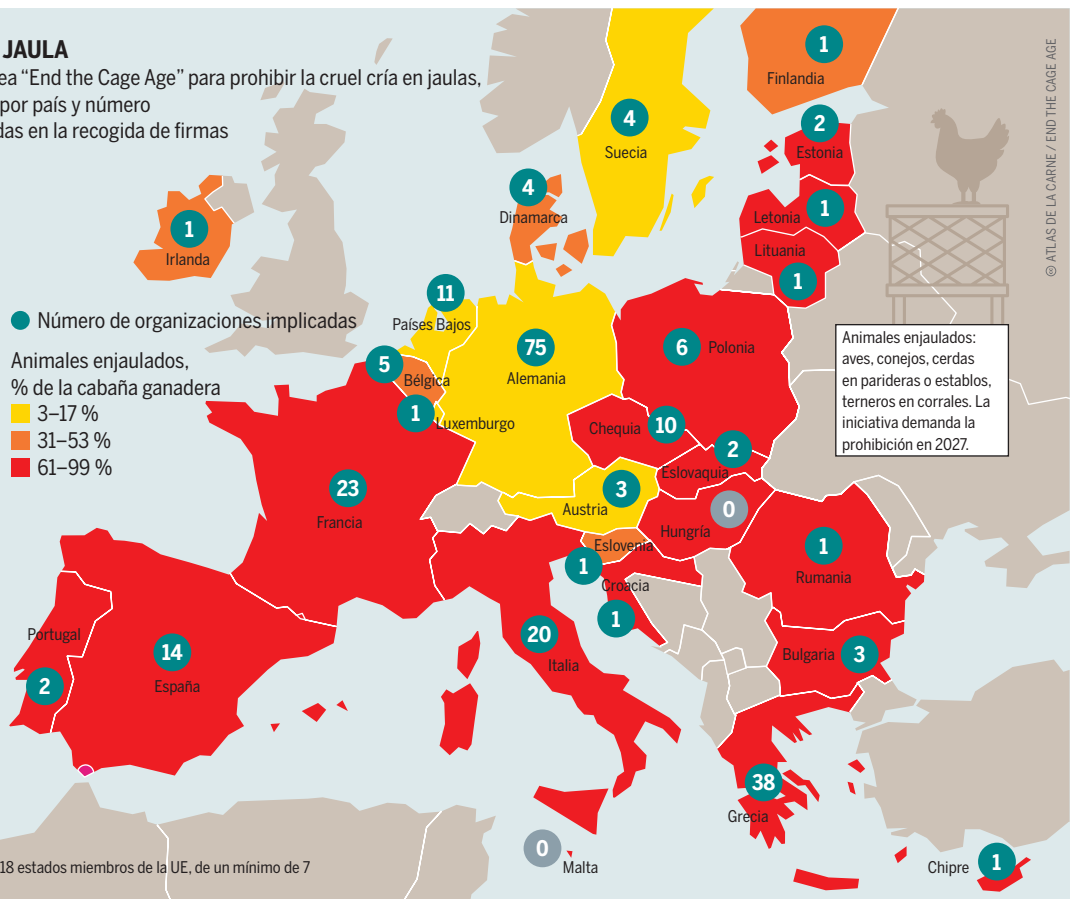 JAULA
ea “End the Cage Age” para prohibir la cruel cría en jaulas,
por país y número
das en la recogida de firmas
© ATLAS DE LA CARNE / END THE CAGE AGE
1
Finlandia
4
Suecia
2
Estonia
4
Dinamarca
1
Letonia
1
Irlanda
Lituania
1
11
Países Bajos
Número de organizaciones implicadas
75
Alemania
6
Polonia
Animales enjaulados:
aves, conejos, cerdas
en parideras o establos,
terneros en corrales. La
iniciativa demanda la
prohibición en 2027.
Animales enjaulados,
% de la cabaña ganadera
3–17 %
31–53 %
61–99 %
5
Bélgica
1
Luxemburgo
Chequia
10
2
Eslovaquia
23
Francia
3
Austria
0
Hungría
Eslovenia
1
Croacia
1
1
Rumania
Portugal
2
14
España
20
Italia
Bulgaria
3
38
Grecia
0
Malta
Chipre
1
18 estados miembros de la UE, de un mínimo de 7